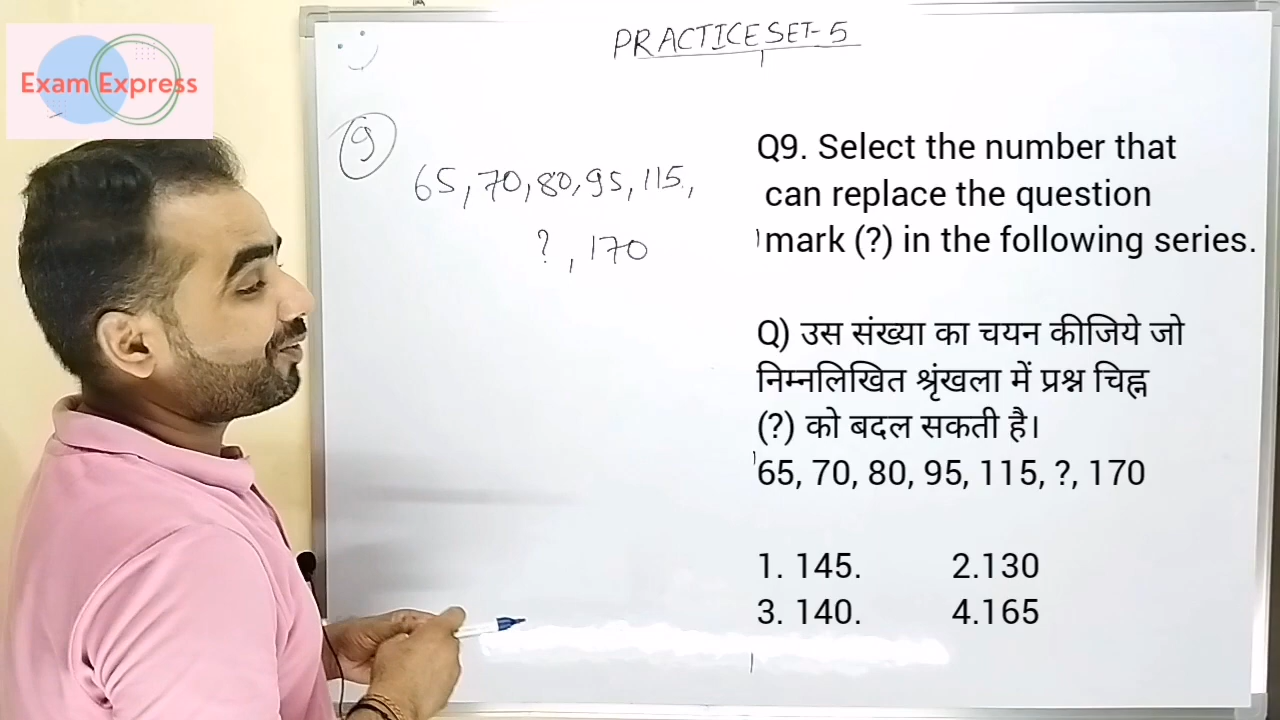 Exam Express
PRACTICE SET-5
9
65, 70, 80, 95, 115,
?, 170
Q9. Select the number that
can replace the question
mark (?) in the following series.
Q) उस संख्या का चयन कीजिये जो
निम्नलिखित श्रृंखला में प्रश्न चिह्न
(?) को बदल सकती है।
65, 70, 80, 95, 115, ?, 170
1. 145. 2.130
3. 140. 4.165